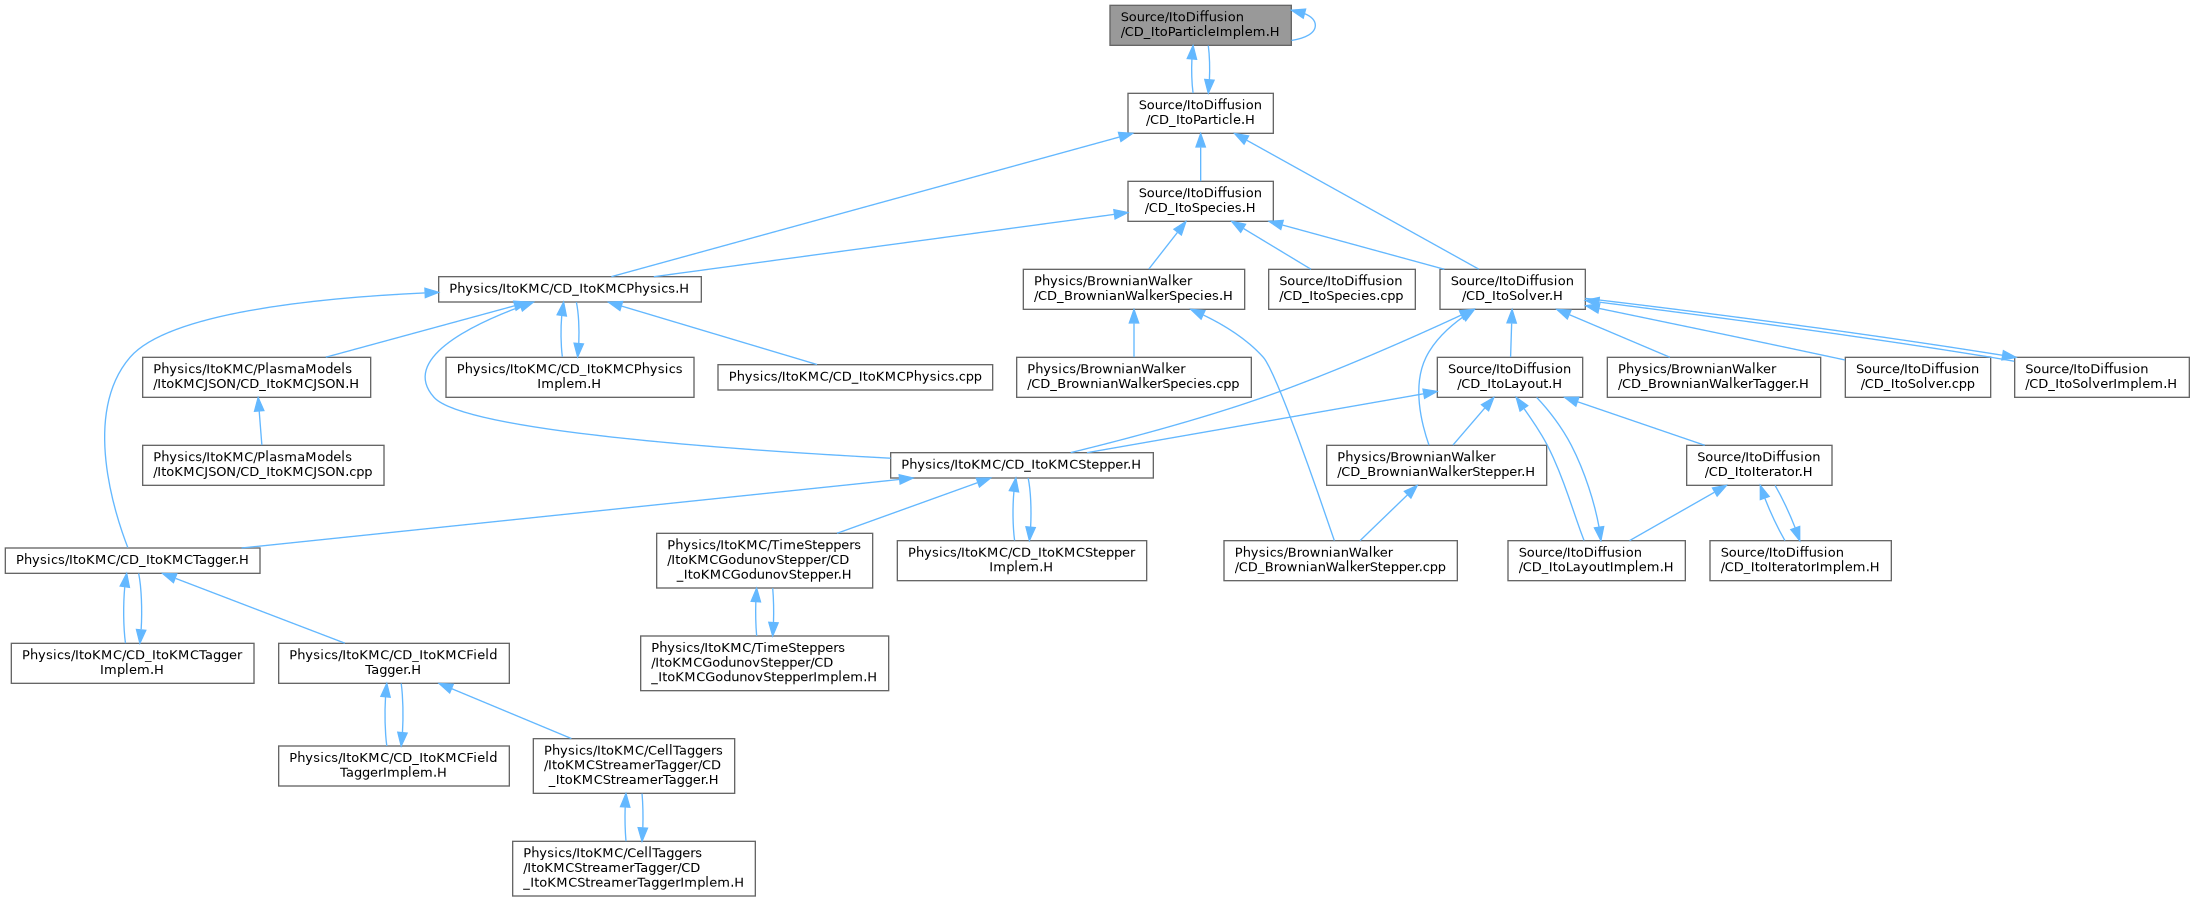 Source/ItoDiffusion
/CD_ItoParticleImplem.H
Source/ItoDiffusion
/CD_ItoParticle.H
Source/ItoDiffusion
/CD_ItoSpecies.H
Physics/ItoKMC/CD_ItoKMCPhysics.H
Physics/BrownianWalker
/CD_BrownianWalkerSpecies.H
Source/ItoDiffusion
/CD_ItoSpecies.cpp
Source/ItoDiffusion
/CD_ItoSolver.H
Physics/ItoKMC/PlasmaModels
/ItoKMCJSON/CD_ItoKMCJSON.H
Physics/ItoKMC/CD_ItoKMCPhysics
Implem.H
Physics/ItoKMC/CD_ItoKMCPhysics.cpp
Physics/BrownianWalker
/CD_BrownianWalkerSpecies.cpp
Source/ItoDiffusion
/CD_ItoLayout.H
Physics/BrownianWalker
/CD_BrownianWalkerTagger.H
Source/ItoDiffusion
/CD_ItoSolver.cpp
Source/ItoDiffusion
/CD_ItoSolverImplem.H
Physics/ItoKMC/PlasmaModels
/ItoKMCJSON/CD_ItoKMCJSON.cpp
Physics/ItoKMC/CD_ItoKMCStepper.H
Physics/BrownianWalker
/CD_BrownianWalkerStepper.H
Source/ItoDiffusion
/CD_ItoIterator.H
Physics/ItoKMC/CD_ItoKMCTagger.H
Physics/ItoKMC/TimeSteppers
/ItoKMCGodunovStepper/CD
_ItoKMCGodunovStepper.H
Physics/ItoKMC/CD_ItoKMCStepper
Implem.H
Physics/BrownianWalker
/CD_BrownianWalkerStepper.cpp
Source/ItoDiffusion
/CD_ItoLayoutImplem.H
Source/ItoDiffusion
/CD_ItoIteratorImplem.H
Physics/ItoKMC/CD_ItoKMCTagger
Implem.H
Physics/ItoKMC/CD_ItoKMCField
Tagger.H
Physics/ItoKMC/TimeSteppers
/ItoKMCGodunovStepper/CD
_ItoKMCGodunovStepperImplem.H
Physics/ItoKMC/CD_ItoKMCField
TaggerImplem.H
Physics/ItoKMC/CellTaggers
/ItoKMCStreamerTagger/CD
_ItoKMCStreamerTagger.H
Physics/ItoKMC/CellTaggers
/ItoKMCStreamerTagger/CD
_ItoKMCStreamerTaggerImplem.H